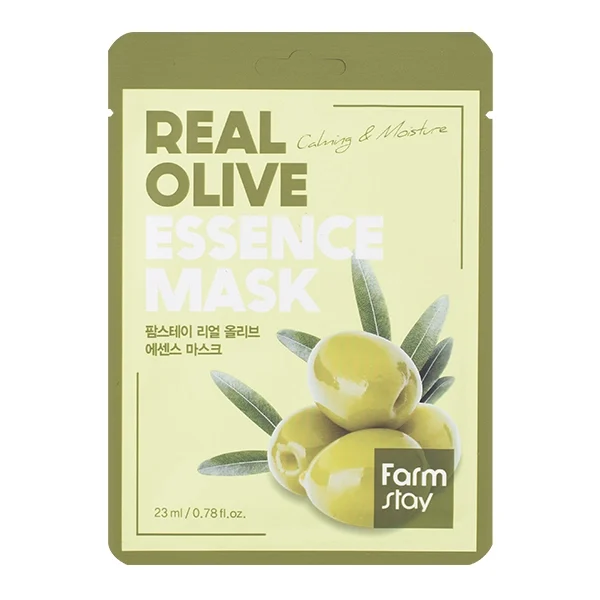 REAL
OLIVE
ESSENCE
MASK
Calming & Moisture
팜스테이 리얼 올리브
에센스 마스크
23 ml / 0.78 fl.oz.
Farm
stay